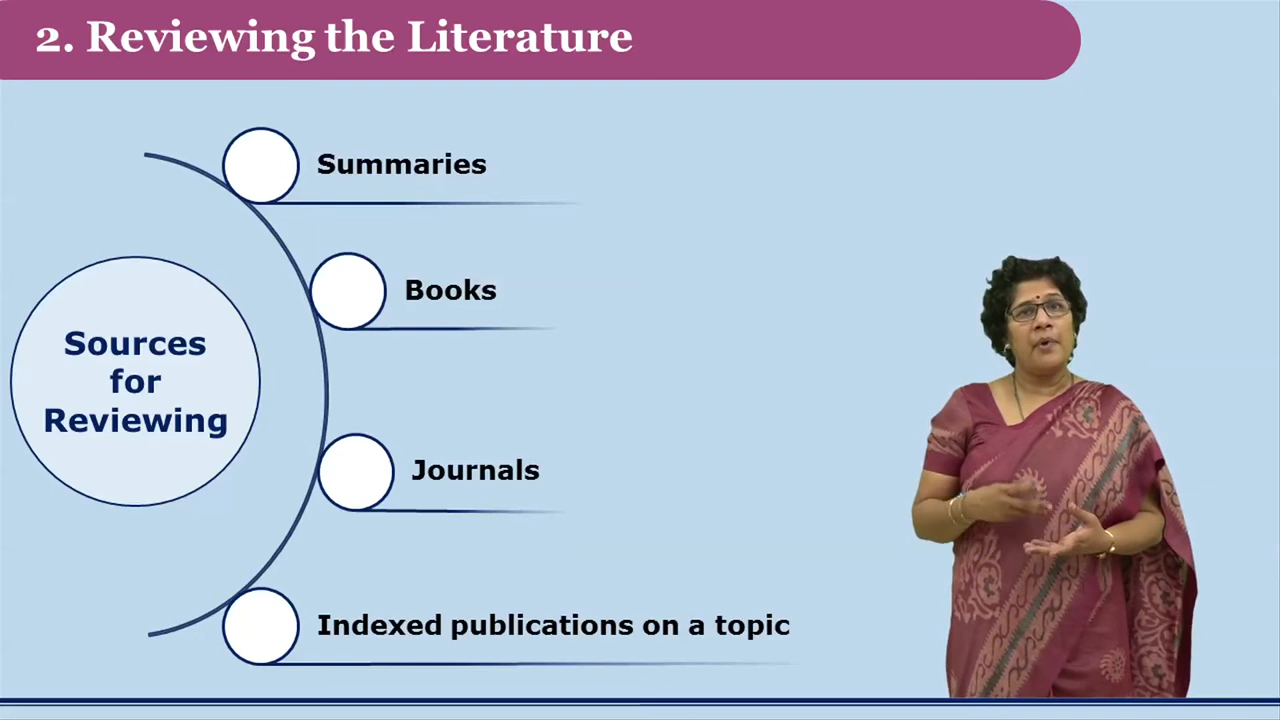 2. Reviewing the Literature
Summaries
Books
Sources
for
Reviewing
Journals
Indexed publications on a topic